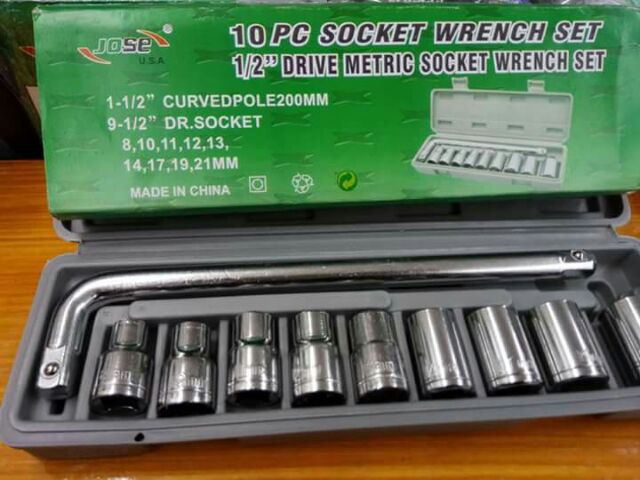 JOSE ®
U.S.A
10 PC SOCKET WRENCH SET
1/2" DRIVE METRIC SOCKET WRENCH SET
1-1/2" CURVEDPOLE200MM
9-1/2" DR.SOCKET
8,10,11,12,13,
14,17,19,21MM
MADE IN CHINA